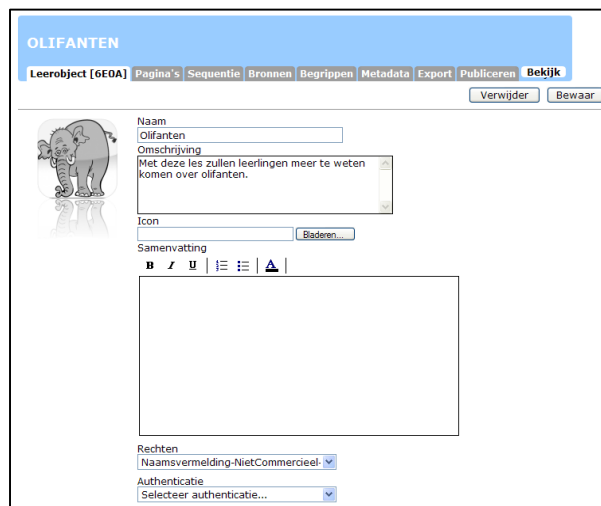 OLIFANTEN
Leerobject [6E0A] Pagina's Sequentie Bronnen Begrippen Metadata Export Publiceren Bekijk
Verwijder Bewaar
Naam
Olifanten
Omschrijving
Met deze les zullen leerlingen meer te weten
komen over olifanten.
Icon
Bladeren...
Samenvatting
B I U A
Rechten
Naamsvermelding-NietCommercieel-
Authenticatie
Selecteer authenticatie...